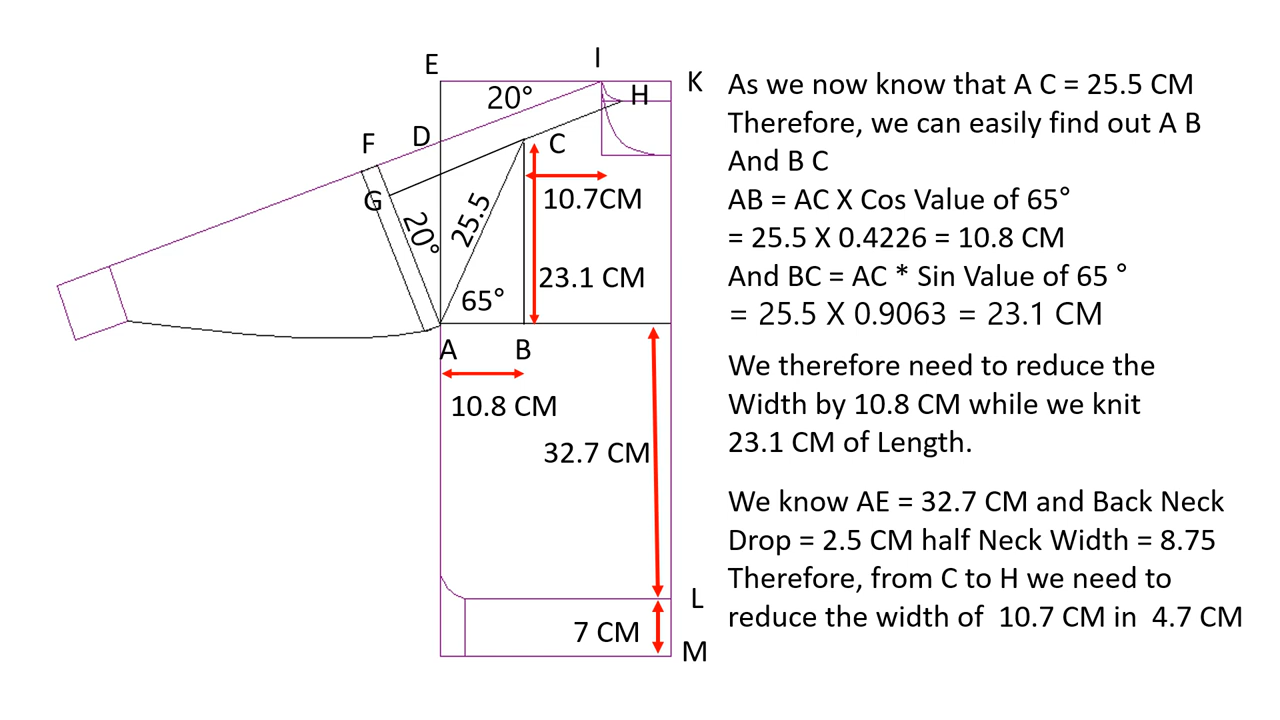 E
I
K
H
20°
F
D
C
G
10.7CM
20°
25.5
23.1 CM
65°
A
B
10.8 CM
32.7 CM
L
7 CM
M
As we now know that A C = 25.5 CM
Therefore, we can easily find out A B
And B C
AB = AC X Cos Value of 65°
= 25.5 X 0.4226 = 10.8 CM
And BC = AC * Sin Value of 65 °
= 25.5 X 0.9063 = 23.1 CM
We therefore need to reduce the
Width by 10.8 CM while we knit
23.1 CM of Length.
We know AE = 32.7 CM and Back Neck
Drop = 2.5 CM half Neck Width = 8.75
Therefore, from C to H we need to
reduce the width of 10.7 CM in 4.7 CM